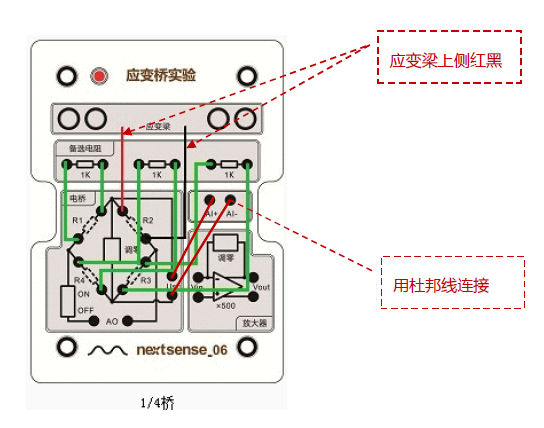 应变桥实验
应变梁上侧红黑
应变梁
备选电阻
1K
1K
1K
电桥
AI+
AI-
R1
R2
调零
调零
R4
R3
ON
OFF
AO
Vin
Vout
×500
放大器
用杜邦线连接
nextsense_06
1/4桥